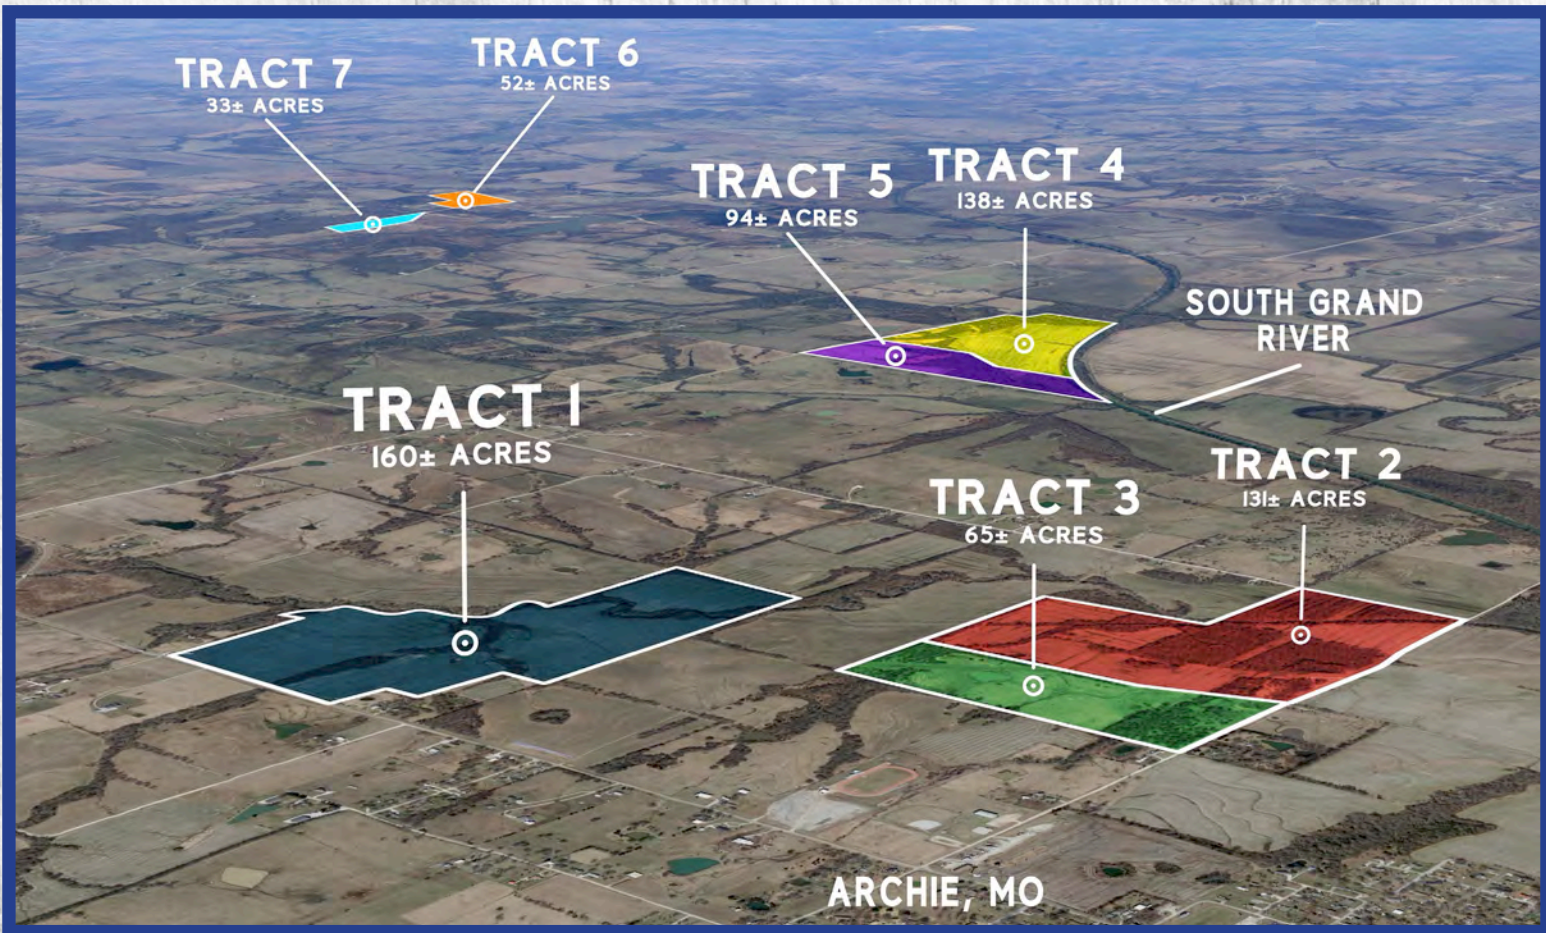 TRACT 7
33± ACRES
TRACT 6
52± ACRES
TRACT 5
94± ACRES
TRACT 4
138± ACRES
SOUTH GRAND
RIVER
TRACT 1
160± ACRES
TRACT 3
65± ACRES
TRACT 2
131± ACRES
ARCHIE, MO